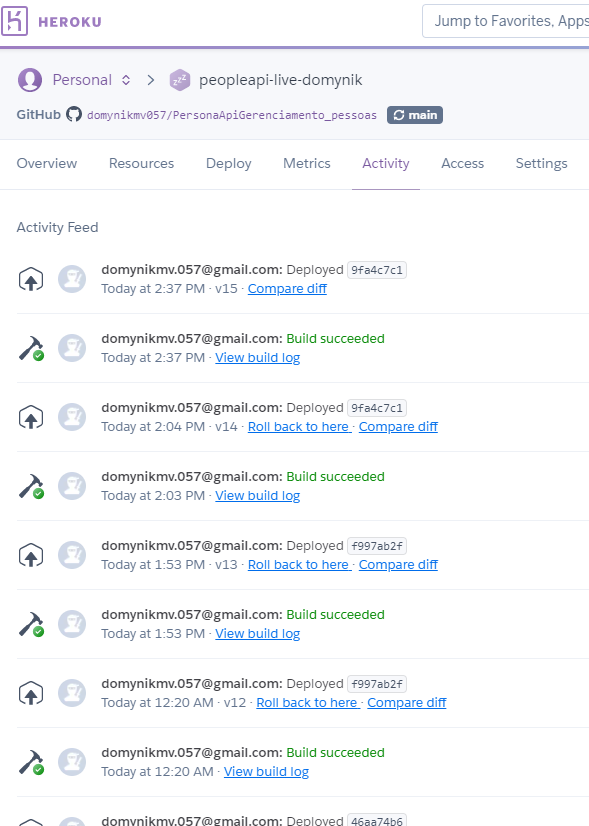 HEROKU
Jump to Favorites, Apps
Personal
peopleapi-live-domynik
GitHub domynikmv057/PersonaApiGerenciamento_pessoas main
Overview Resources Deploy Metrics Activity Access Settings
Activity Feed
domynikmv.057@gmail.com: Deployed 9fa4c7c1
Today at 2:37 PM · v15 · Compare diff
domynikmv.057@gmail.com: Build succeeded
Today at 2:37 PM · View build log
domynikmv.057@gmail.com: Deployed 9fa4c7c1
Today at 2:04 PM · v14 · Roll back to here · Compare diff
domynikmv.057@gmail.com: Build succeeded
Today at 2:03 PM · View build log
domynikmv.057@gmail.com: Deployed f997ab2f
Today at 1:53 PM · v13 · Roll back to here · Compare diff
domynikmv.057@gmail.com: Build succeeded
Today at 1:53 PM · View build log
domynikmv.057@gmail.com: Deployed f997ab2f
Today at 12:20 AM · v12 · Roll back to here · Compare diff
domynikmv.057@gmail.com: Build succeeded
Today at 12:20 AM · View build log
domynikmv.057@gmail.com: Deployed 46aa74b6